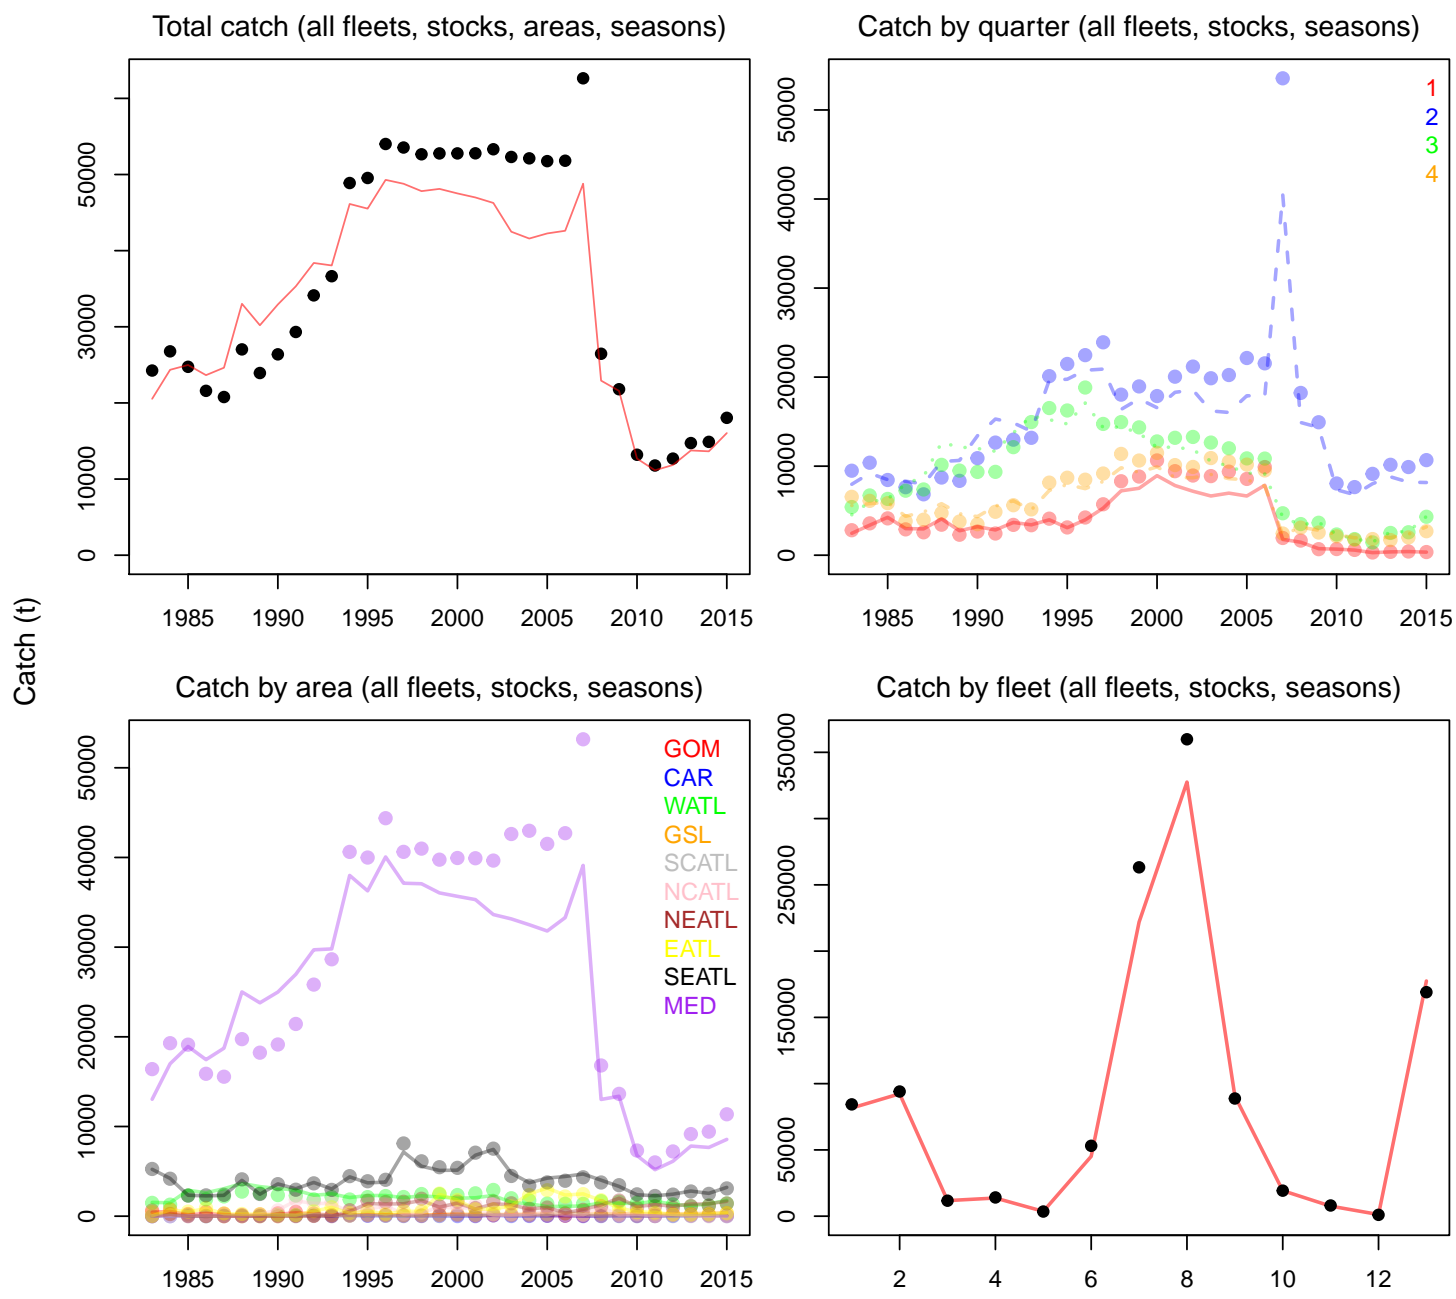 Total catch (all fleets, stocks, areas, seasons)
0
10000
30000
50000
1985 1990 1995 2000 2005 2010 2015
Catch by quarter (all fleets, stocks, seasons)
0
10000
20000
30000
40000
50000
1
2
3
4
1985 1990 1995 2000 2005 2010 2015
Catch (t)
Catch by area (all fleets, stocks, seasons)
0
10000
20000
30000
40000
50000
GOM
CAR
WATL
GSL
SCATL
NCATL
NEATL
EATL
SEATL
MED
1985 1990 1995 2000 2005 2010 2015
Catch by fleet (all fleets, stocks, seasons)
0
50000
150000
250000
350000
2 4 6 8 10 12